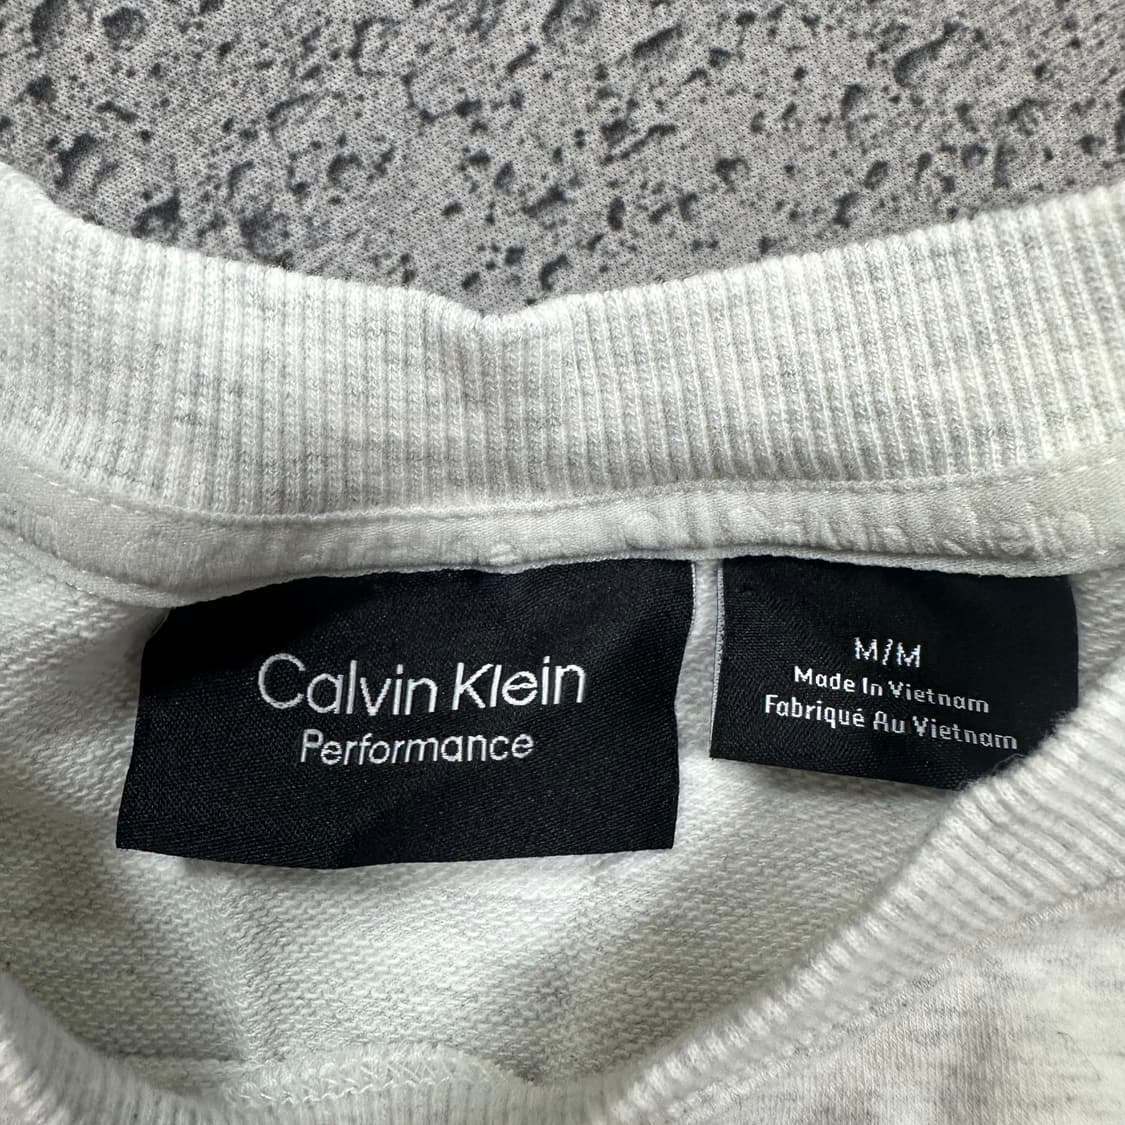 Calvin Klein
Performance
M/M
Made In Vietnam
Fabriqué Au Vietnam